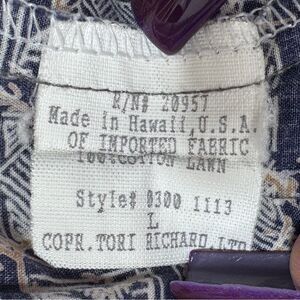 R/N# 20957
Made in Hawaii, U.S.A.
OF IMPORTED FABRIC
100% COTTON LAWN
Style# 0300 1113
L
COPR. TORI RICHARD, LTD